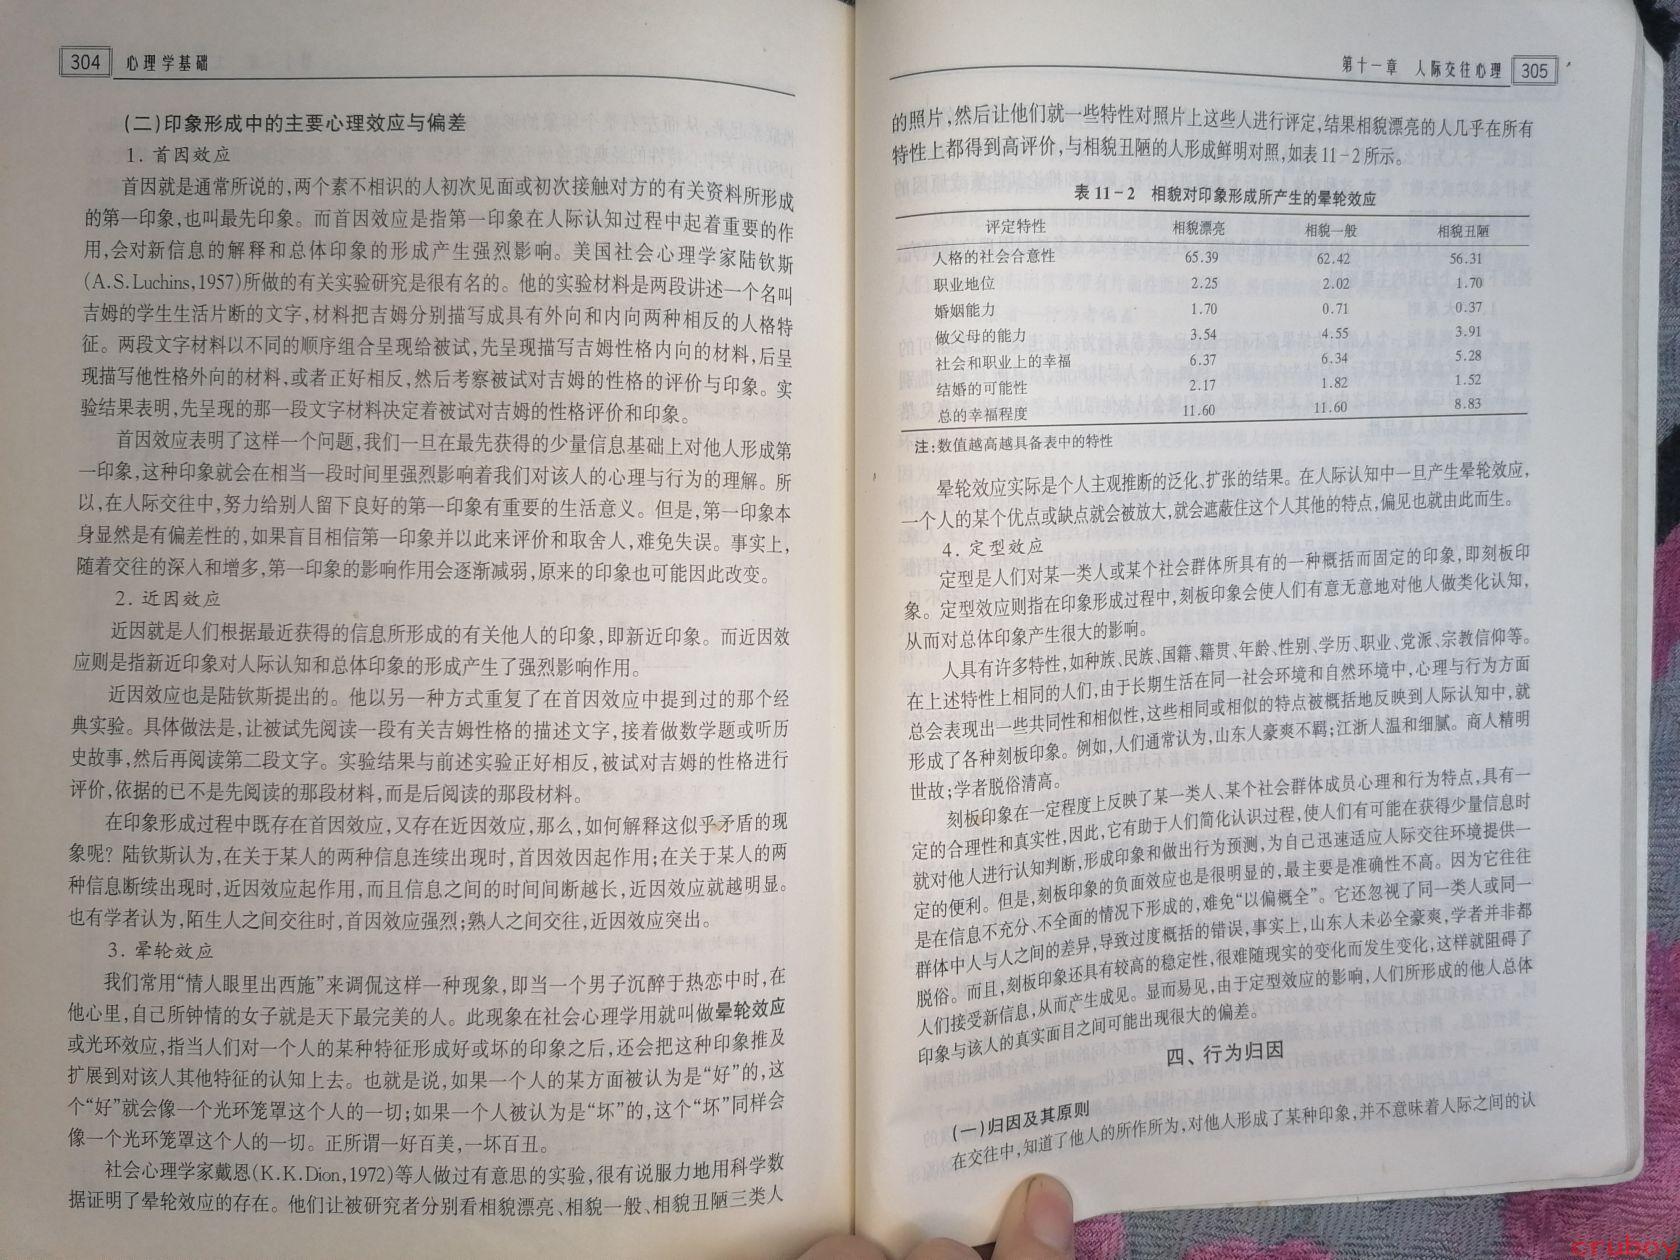 304 心理学基础
(二)印象形成中的主要心理效应与偏差
1. 首因效应
首因就是通常所说的,两个素不相识的人初次见面或初次接触对方的有关资料所形成
的第一印象,也叫最先印象。而首因效应是指第一印象在人际认知过程中起着重要的作
用,会对新信息的解释和总体印象的形成产生强烈影响。美国社会心理学家陆钦斯
(A.S.Luchins,1957)所做的有关实验研究是很有名的。他的实验材料是两段讲述一个名叫
吉姆的学生生活片断的文字,材料把吉姆分别描写成具有外向和内向两种相反的人格特
征。两段文字材料以不同的顺序组合呈现给被试,先呈现描写吉姆性格内向的材料,后呈
现描写他性格外向的材料,或者正好相反,然后考察被试对吉姆的性格的评价与印象。实
验结果表明,先呈现的那一段文字材料决定着被试对吉姆的性格评价和印象。
首因效应表明了这样一个问题,我们一旦在最先获得的少量信息基础上对他人形成第
一印象,这种印象就会在相当一段时间里强烈影响着我们对该人的心理与行为的理解。所
以,在人际交往中,努力给别人留下良好的第一印象有重要的生活意义。但是,第一印象本
身显然是有偏差性的,如果盲目相信第一印象并以此来评价和取舍人,难免失误。事实上,
随着交往的深入和增多,第一印象的影响作用会逐渐减弱,原来的印象也可能因此改变。
2. 近因效应
近因就是人们根据最近获得的信息所形成的有关他人的印象,即新近印象。而近因效
应则是指新近印象对人际认知和总体印象的形成产生了强烈影响作用。
近因效应也是陆钦斯提出的。他以另一种方式重复了在首因效应中提到过的那个经
典实验。具体做法是,让被试先阅读一段有关吉姆性格的描述文字,接着做数学题或听历
史故事,然后再阅读第二段文字。实验结果与前述实验正好相反,被试对吉姆的性格进行
评价,依据的已不是先阅读的那段材料,而是后阅读的那段材料。
在印象形成过程中既存在首因效应,又存在近因效应,那么,如何解释这似乎矛盾的现
象呢？陆钦斯认为,在关于某人的两种信息连续出现时,首因效因起作用;在关于某人的两
种信息断续出现时,近因效应起作用,而且信息之间的时间间断越长,近因效应就越明显。
也有学者认为,陌生人之间交往时,首因效应强烈;熟人之间交往,近因效应突出。
3. 晕轮效应
我们常用“情人眼里出西施”来调侃这样一种现象,即当一个男子沉醉于热恋中时,在
他心里,自己所钟情的女子就是天下最完美的人。此现象在社会心理学用就叫做晕轮效应
或光环效应,指当人们对一个人的某种特征形成好或坏的印象之后,还会把这种印象推及
扩展到对该人其他特征的认知上去。也就是说,如果一个人的某方面被认为是“好”的,这
个“好”就会像一个光环笼罩这个人的一切;如果一个人被认为是“坏”的,这个“坏”同样会
像一个光环笼罩这个人的一切。正所谓一好百美,一坏百丑。
社会心理学家戴恩(K.K.Dion,1972)等人做过有意思的实验,很有说服力地用科学数
据证明了晕轮效应的存在。他们让被研究者分别看相貌漂亮、相貌一般、相貌丑陋三类人
第十一章 人际交往心理 305
的照片,然后让他们就一些特性对照片上这些人进行评定,结果相貌漂亮的人几乎在所有
特性上都得到高评价,与相貌丑陋的人形成鲜明对照,如表11-2所示。
表11-2 相貌对印象形成所产生的晕轮效应
评定特性 相貌漂亮 相貌一般 相貌丑陋
人格的社会合意性 65.39 62.42 56.31
职业地位 2.25 2.02 1.70
婚姻能力 1.70 0.71 0.37
做父母的能力 3.54 4.55 3.91
社会和职业上的幸福 6.37 6.34 5.28
结婚的可能性 2.17 1.82 1.52
总的幸福程度 11.60 11.60 8.83
注:数值越高越具备表中的特性
晕轮效应实际是个人主观推断的泛化、扩张的结果。在人际认知中一旦产生晕轮效应,
一个人的某个优点或缺点就会被放大,就会遮蔽住这个人其他的特点,偏见也就由此而生。
4. 定型效应
定型是人们对某一类人或某个社会群体所具有的一种概括而固定的印象,即刻板印
象。定型效应则指在印象形成过程中,刻板印象会使人们有意无意地对他人做类化认知,
从而对总体印象产生很大的影响。
人具有许多特性,如种族、民族、国籍、籍贯、年龄、性别、学历、职业、党派、宗教信仰等。
在上述特性上相同的人们,由于长期生活在同一社会环境和自然环境中,心理与行为方面
总会表现出一些共同性和相似性,这些相同或相似的特点被概括地反映到人际认知中,就
形成了各种刻板印象。例如,人们通常认为,山东人豪爽不羁;江浙人温和细腻。商人精明
世故;学者脱俗清高。
刻板印象在一定程度上反映了某一类人、某个社会群体成员心理和行为特点,具有一
定的合理性和真实性,因此,它有助于人们简化认识过程,使人们有可能在获得少量信息时
就对他人进行认知判断,形成印象和做出行为预测,为自己迅速适应人际交往环境提供一
定的便利。但是,刻板印象的负面效应也是很明显的,最主要是准确性不高。因为它往往
是在信息不充分、不全面的情况下形成的,难免“以偏概全”。它还忽视了同一类人或同一
群体中人与人之间的差异,导致过度概括的错误,事实上,山东人未必全豪爽,学者并非都
脱俗。而且,刻板印象还具有较高的稳定性,很难随现实的变化而发生变化,这样就阻碍了
人们接受新信息,从而产生成见。显而易见,由于定型效应的影响,人们所形成的他人总体
印象与该人的真实面目之间可能出现很大的偏差。
四、行为归因
(一)归因及其原则
在交往中,知道了他人的所作所为,对他人形成了某种印象,并不意味着人际之间的认